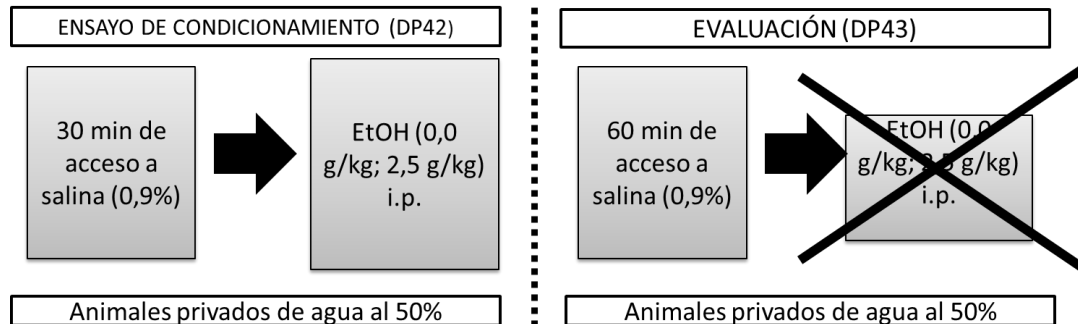 ENSAYO DE CONDICIONAMIENTO (DP42)
30 min de
acceso a
salina (0,9%)
EtOH (0,0
g/kg; 2,5 g/kg)
i.p.
Animales privados de agua al 50%
EVALUACIÓN (DP43)
60 min de
acceso a
salina (0,9%)
EtOH (0,0
g/kg; 2,5 g/kg)
i.p.
Animales privados de agua al 50%